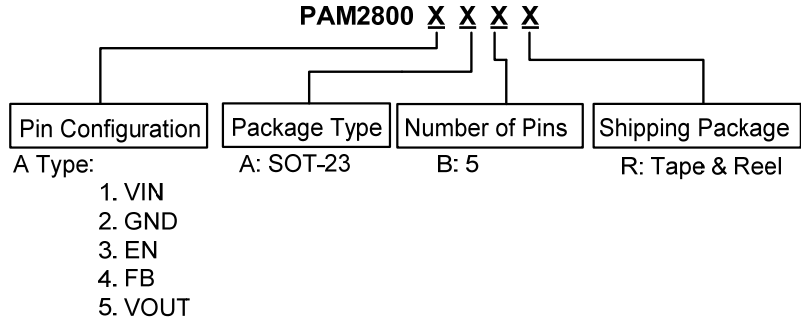 PAM2800 X X X X
Pin Configuration
Package Type
Number of Pins
Shipping Package
A Type:
A: SOT-23
B: 5
R: Tape & Reel
1. VIN
2. GND
3. EN
4. FB
5. VOUT